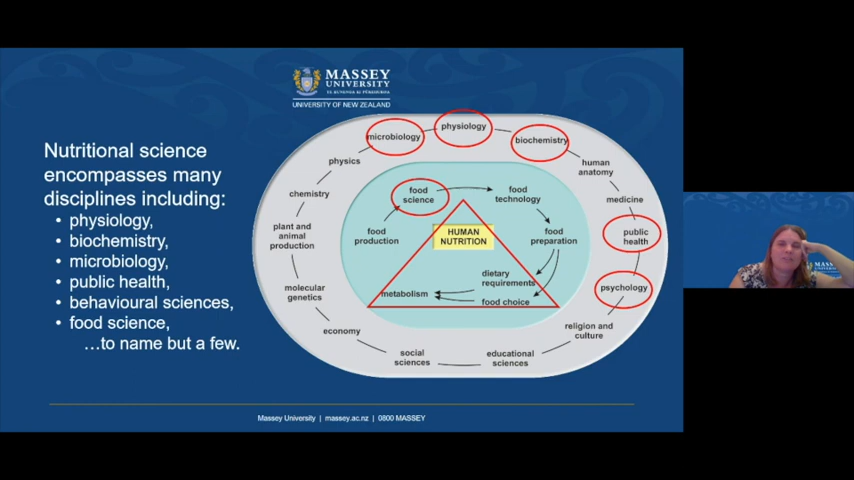 MASSEY
UNIVERSITY
TE KUNENGA KI PŪREHUROA
UNIVERSITY OF NEW ZEALAND
Nutritional science
encompasses many
disciplines including:
• physiology,
• biochemistry,
• microbiology,
• public health,
• behavioural sciences,
• food science,
…to name but a few.
microbiology
physiology
biochemistry
human
anatomy
medicine
public
health
psychology
religion and
culture
educational
sciences
social
sciences
economy
molecular
genetics
plant and
animal
production
chemistry
physics
food
science
food
technology
food
preparation
food
production
HUMAN
NUTRITION
dietary
requirements
food choice
metabolism
Massey University | massey.ac.nz | 0800 MASSEY